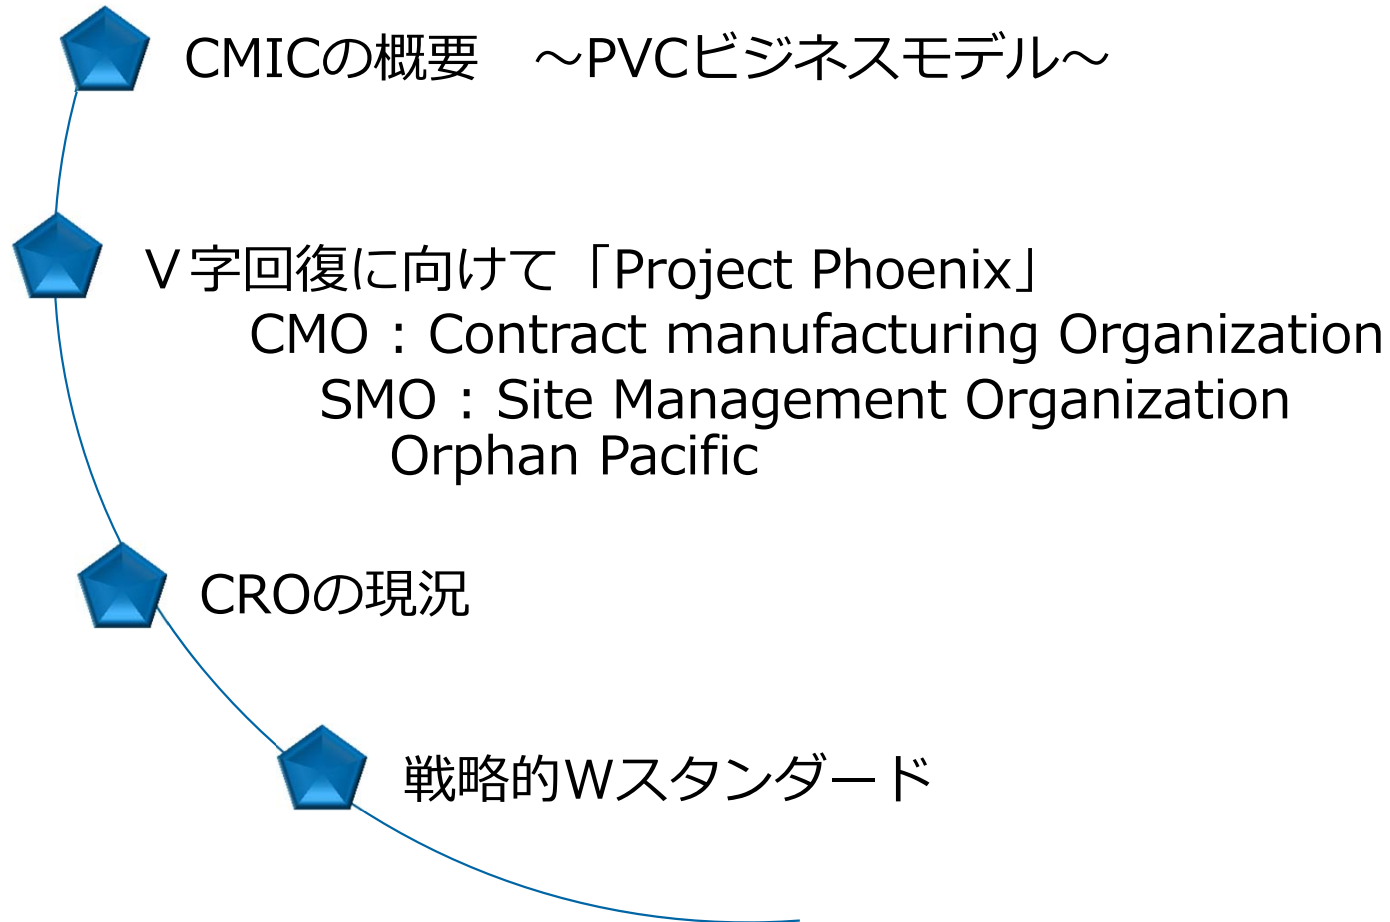 CMICの概要　～PVCビジネスモデル～
Ｖ字回復に向けて「Project Phoenix」
CMO：Contract manufacturing Organization
SMO：Site Management Organization
Orphan Pacific
CROの現況
戦略的Wスタンダード